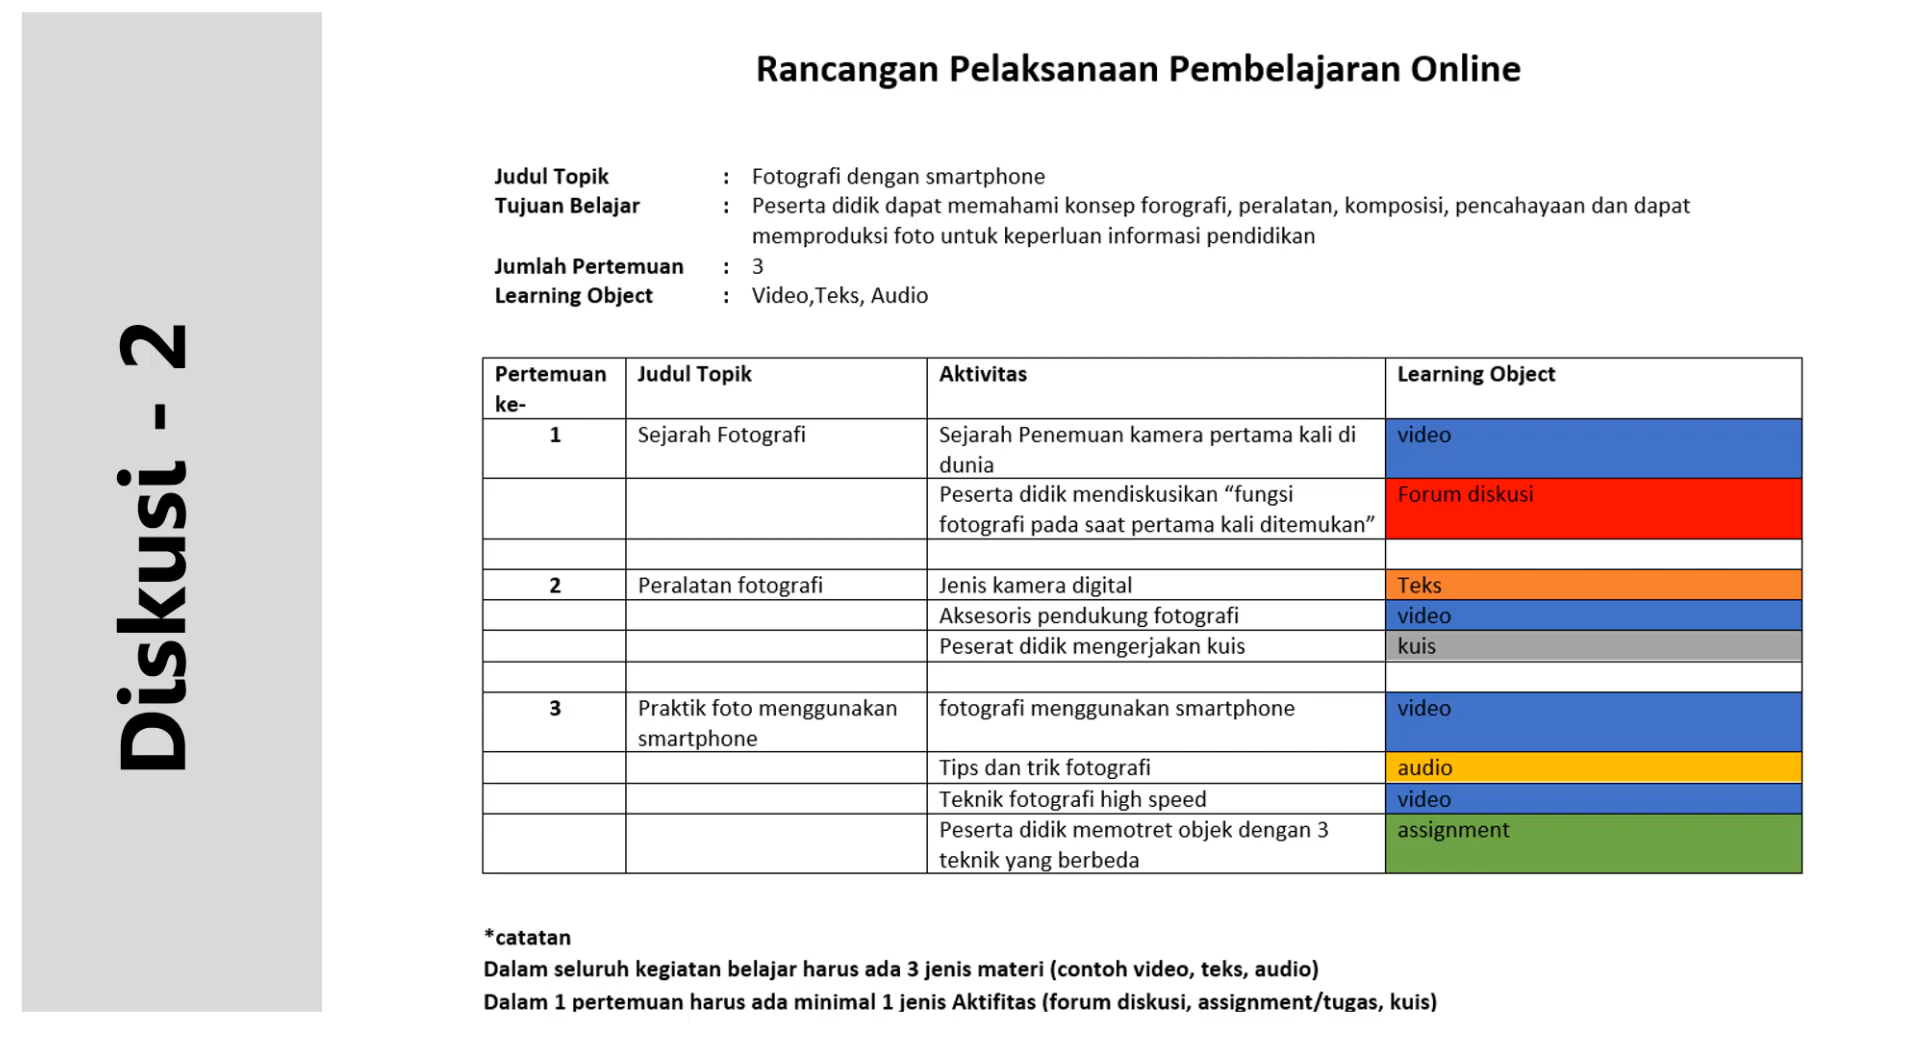 Diskusi - 2
Rancangan Pelaksanaan Pembelajaran Online
Judul Topik : Fotografi dengan smartphone
Tujuan Belajar : Peserta didik dapat memahami konsep forografi, peralatan, komposisi, pencahayaan dan dapat
memproduksi foto untuk keperluan informasi pendidikan
Jumlah Pertemuan : 3
Learning Object : Video,Teks, Audio
Pertemuan ke- Judul Topik Aktivitas Learning Object
1 Sejarah Fotografi Sejarah Penemuan kamera pertama kali di dunia video
Peserta didik mendiskusikan “fungsi fotografi pada saat pertama kali ditemukan” Forum diskusi
2 Peralatan fotografi Jenis kamera digital Teks
Aksesoris pendukung fotografi video
Peserat didik mengerjakan kuis kuis
3 Praktik foto menggunakan smartphone fotografi menggunakan smartphone video
Tips dan trik fotografi audio
Teknik fotografi high speed video
Peserta didik memotret objek dengan 3 teknik yang berbeda assignment
*catatan
Dalam seluruh kegiatan belajar harus ada 3 jenis materi (contoh video, teks, audio)
Dalam 1 pertemuan harus ada minimal 1 jenis Aktifitas (forum diskusi, assignment/tugas, kuis)